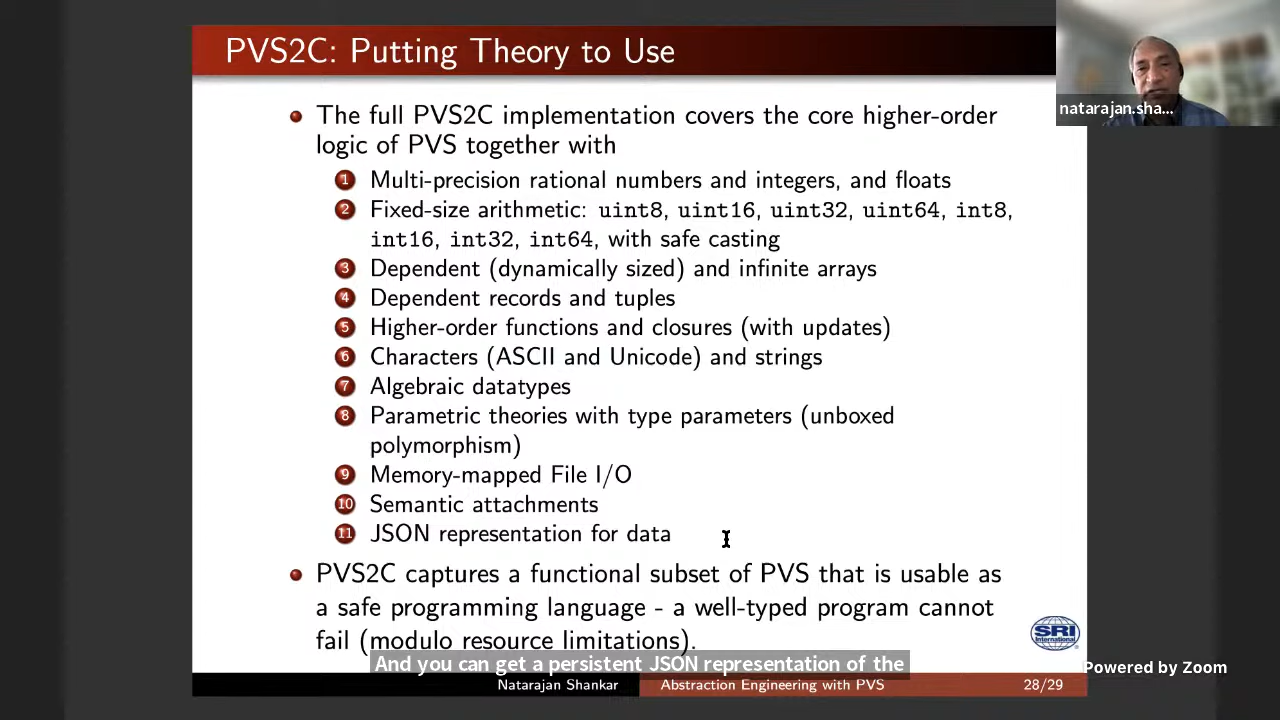 PVS2C: Putting Theory to Use
natarajan.sha...
The full PVS2C implementation covers the core higher-order
logic of PVS together with
1 Multi-precision rational numbers and integers, and floats
2 Fixed-size arithmetic: uint8, uint16, uint32, uint64, int8,
int16, int32, int64, with safe casting
3 Dependent (dynamically sized) and infinite arrays
4 Dependent records and tuples
5 Higher-order functions and closures (with updates)
6 Characters (ASCII and Unicode) and strings
7 Algebraic datatypes
8 Parametric theories with type parameters (unboxed
polymorphism)
9 Memory-mapped File I/O
10 Semantic attachments
11 JSON representation for data
PVS2C captures a functional subset of PVS that is usable as
a safe programming language - a well-typed program cannot
fail (modulo resource limitations).
SRI
International
And you can get a persistent JSON representation of the
Powered by Zoom
Natarajan Shankar
Abstraction Engineering with PVS
28/29